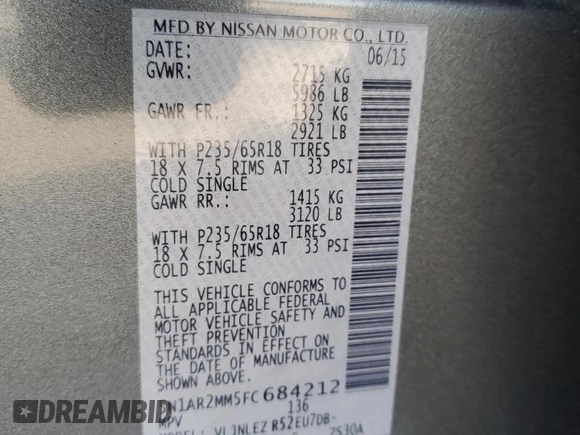 MFD BY NISSAN MOTOR CO., LTD.
DATE: 06/15
GVWR: 2715 KG
5986 LB
GAWR FR.: 1325 KG
2921 LB
WITH P235/65R18 TIRES
18 X 7.5 RIMS AT 33 PSI
COLD SINGLE
GAWR RR.: 1415 KG
3120 LB
WITH P235/65R18 TIRES
18 X 7.5 RIMS AT 33 PSI
COLD SINGLE
THIS VEHICLE CONFORMS TO
ALL APPLICABLE FEDERAL
MOTOR VEHICLE SAFETY AND
THEFT PREVENTION
STANDARDS IN EFFECT ON
THE DATE OF MANUFACTURE
SHOWN ABOVE.
N1AR2MM5FC684212
136
MPV
R52EU7DB-
7S30A
RIDESAFELY